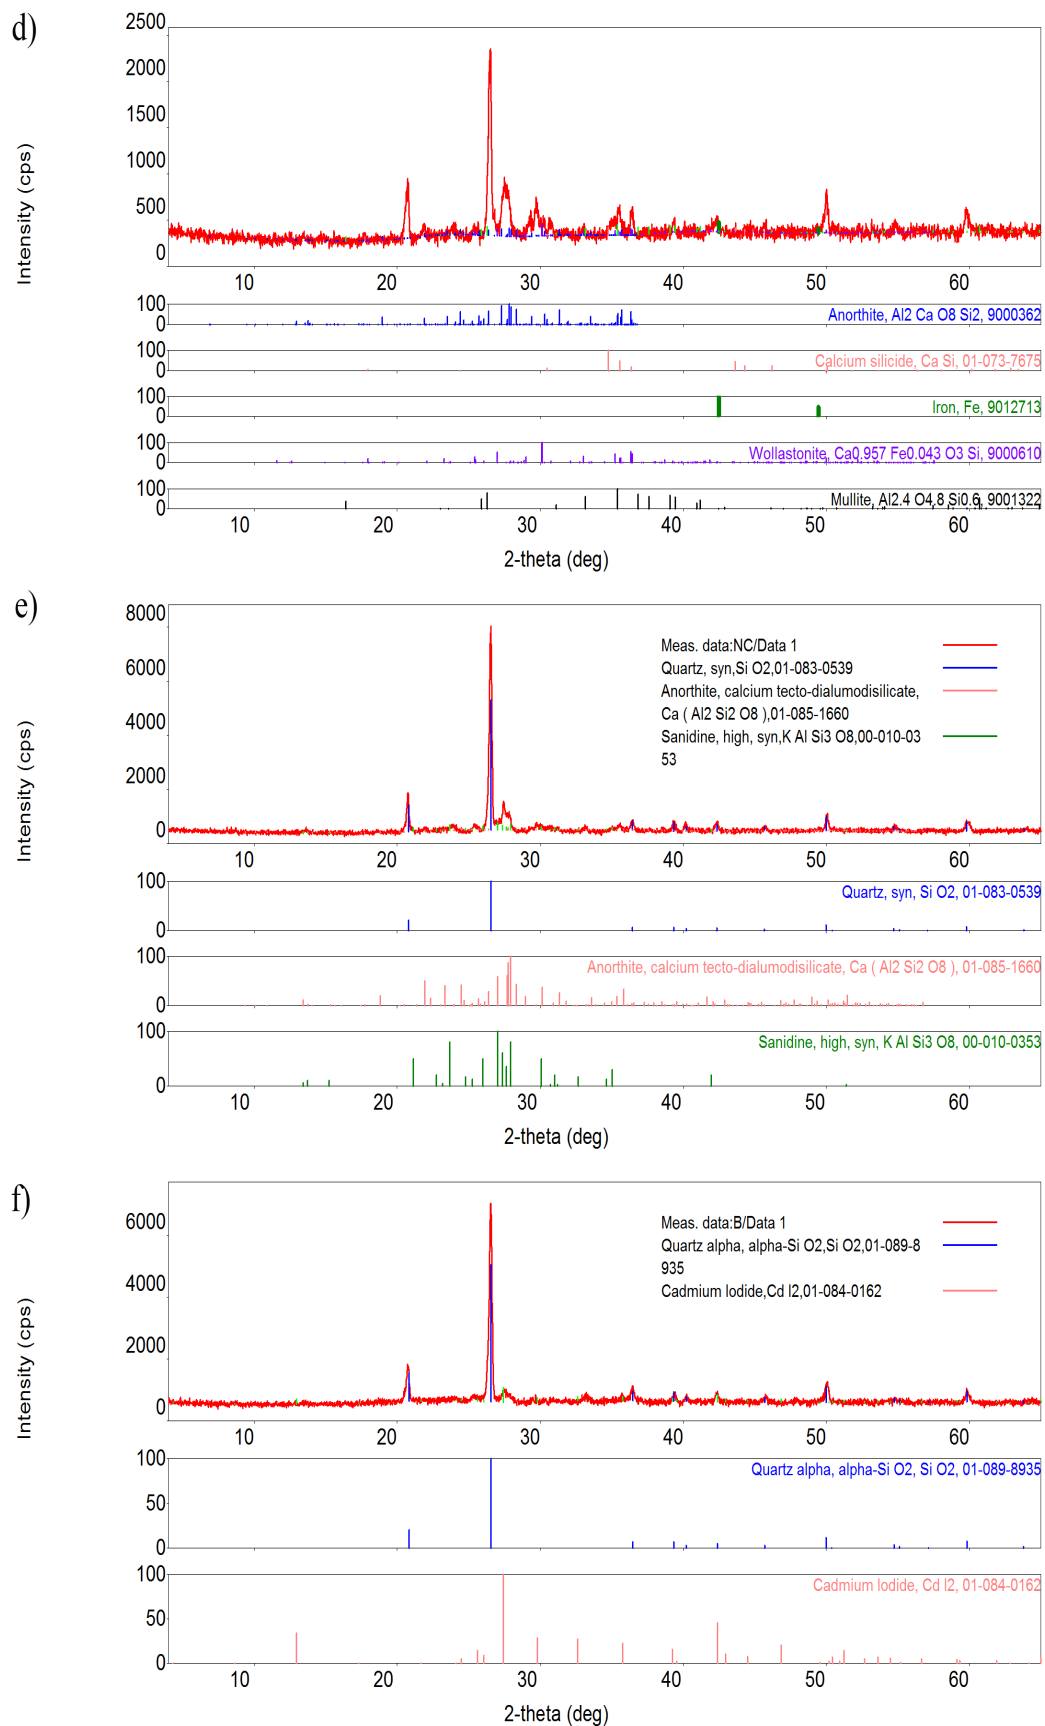 d)
2500
2000
1500
1000
500
0
Intensity (cps)
10 20 30 40 50 60
100
0
Anorthite, Al2 Ca O8 Si2, 9000362
100
0
Calcium silicide, Ca Si, 01-073-7675
100
0
Iron, Fe, 9012713
100
0
Wollastonite, Ca0.957 Fe0.043 O3 Si, 9000610
100
0
Mullite, Al2.4 O4.8 Si0.6, 9001322
10 20 30 40 50 60
2-theta (deg)
e)
8000
6000
4000
2000
0
Intensity (cps)
Meas. data:NC/Data 1
Quartz, syn,Si O2,01-083-0539
Anorthite, calcium tecto-dialumodisilicate,
Ca ( Al2 Si2 O8 ),01-085-1660
Sanidine, high, syn,K Al Si3 O8,00-010-03
53
10 20 30 40 50 60
100
0
Quartz, syn, Si O2, 01-083-0539
100
0
Anorthite, calcium tecto-dialumodisilicate, Ca ( Al2 Si2 O8 ), 01-085-1660
100
0
Sanidine, high, syn, K Al Si3 O8, 00-010-0353
10 20 30 40 50 60
2-theta (deg)
f)
6000
4000
2000
0
Intensity (cps)
Meas. data:B/Data 1
Quartz alpha, alpha-Si O2,Si O2,01-089-8
935
Cadmium Iodide,Cd I2,01-084-0162
10 20 30 40 50 60
100
50
0
Quartz alpha, alpha-Si O2, Si O2, 01-089-8935
100
50
0
Cadmium Iodide, Cd I2, 01-084-0162
10 20 30 40 50 60
2-theta (deg)